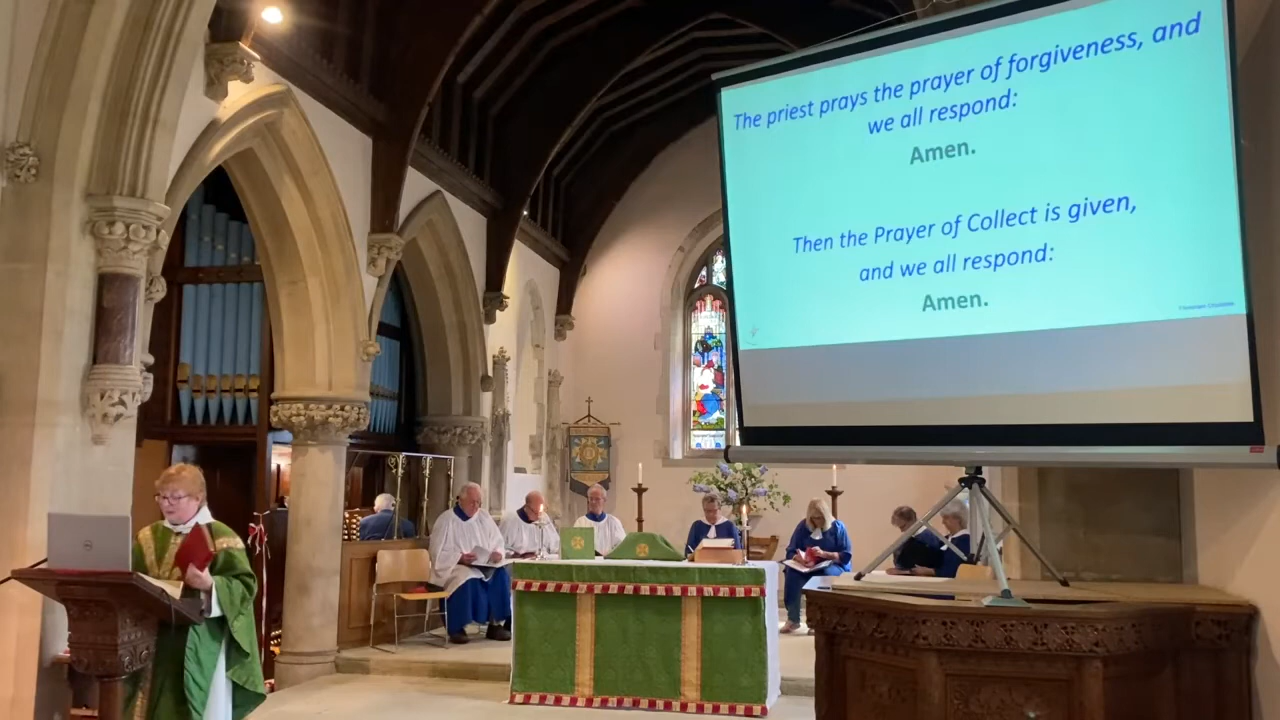 The priest prays the prayer of forgiveness, and
we all respond:
Amen.
Then the Prayer of Collect is given,
and we all respond:
Amen.